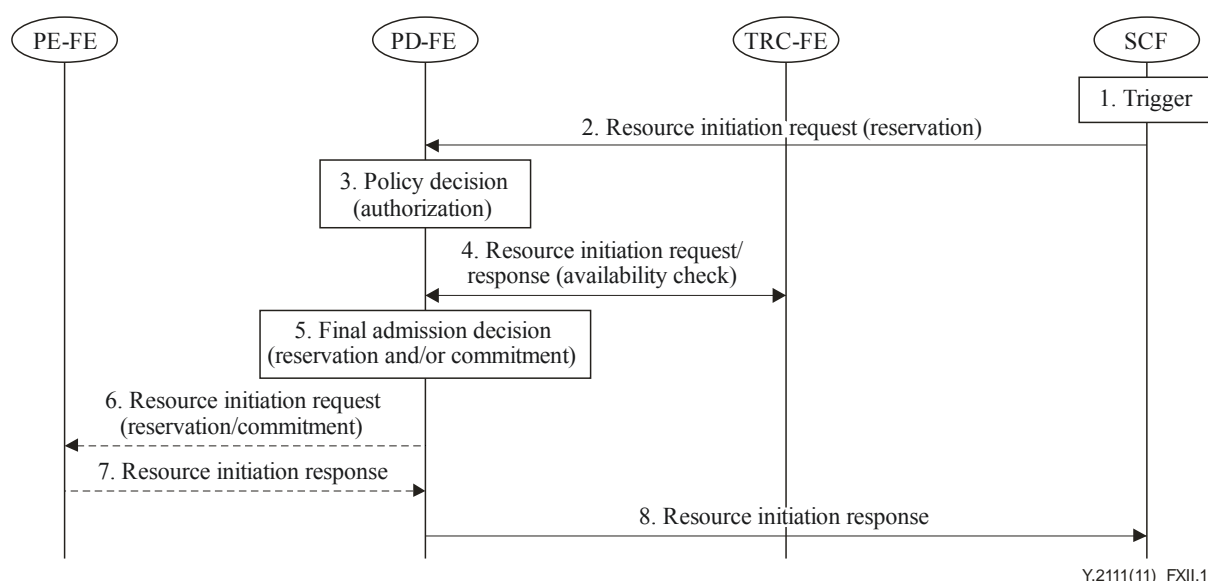 PE-FE
PD-FE
TRC-FE
SCF
1. Trigger
2. Resource initiation request (reservation)
3. Policy decision
(authorization)
4. Resource initiation request/
response (availability check)
5. Final admission decision
(reservation and/or commitment)
6. Resource initiation request
(reservation/commitment)
7. Resource initiation response
8. Resource initiation response
Y.2111(11)_FXII.1